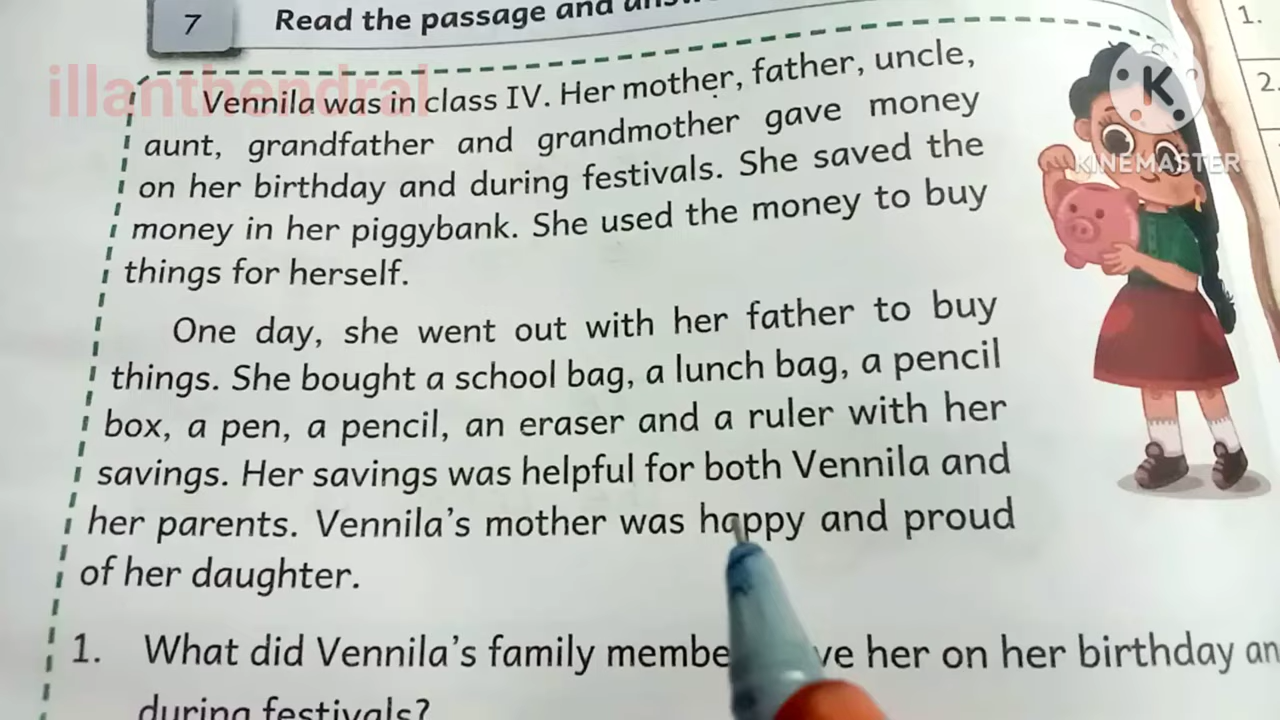 7 Read the passage and
illanthendral
Vennila was in class IV. Her mother, father, uncle,
aunt, grandfather and grandmother gave money
on her birthday and during festivals. She saved the
money in her piggybank. She used the money to buy
things for herself.
One day, she went out with her father to buy
things. She bought a school bag, a lunch bag, a pencil
box, a pen, a pencil, an eraser and a ruler with her
savings. Her savings was helpful for both Vennila and
her parents. Vennila's mother was happy and proud
of her daughter.
1. What did Vennila's family her on her birthday
during festivals?
K
KINEMASTER
1.
2.